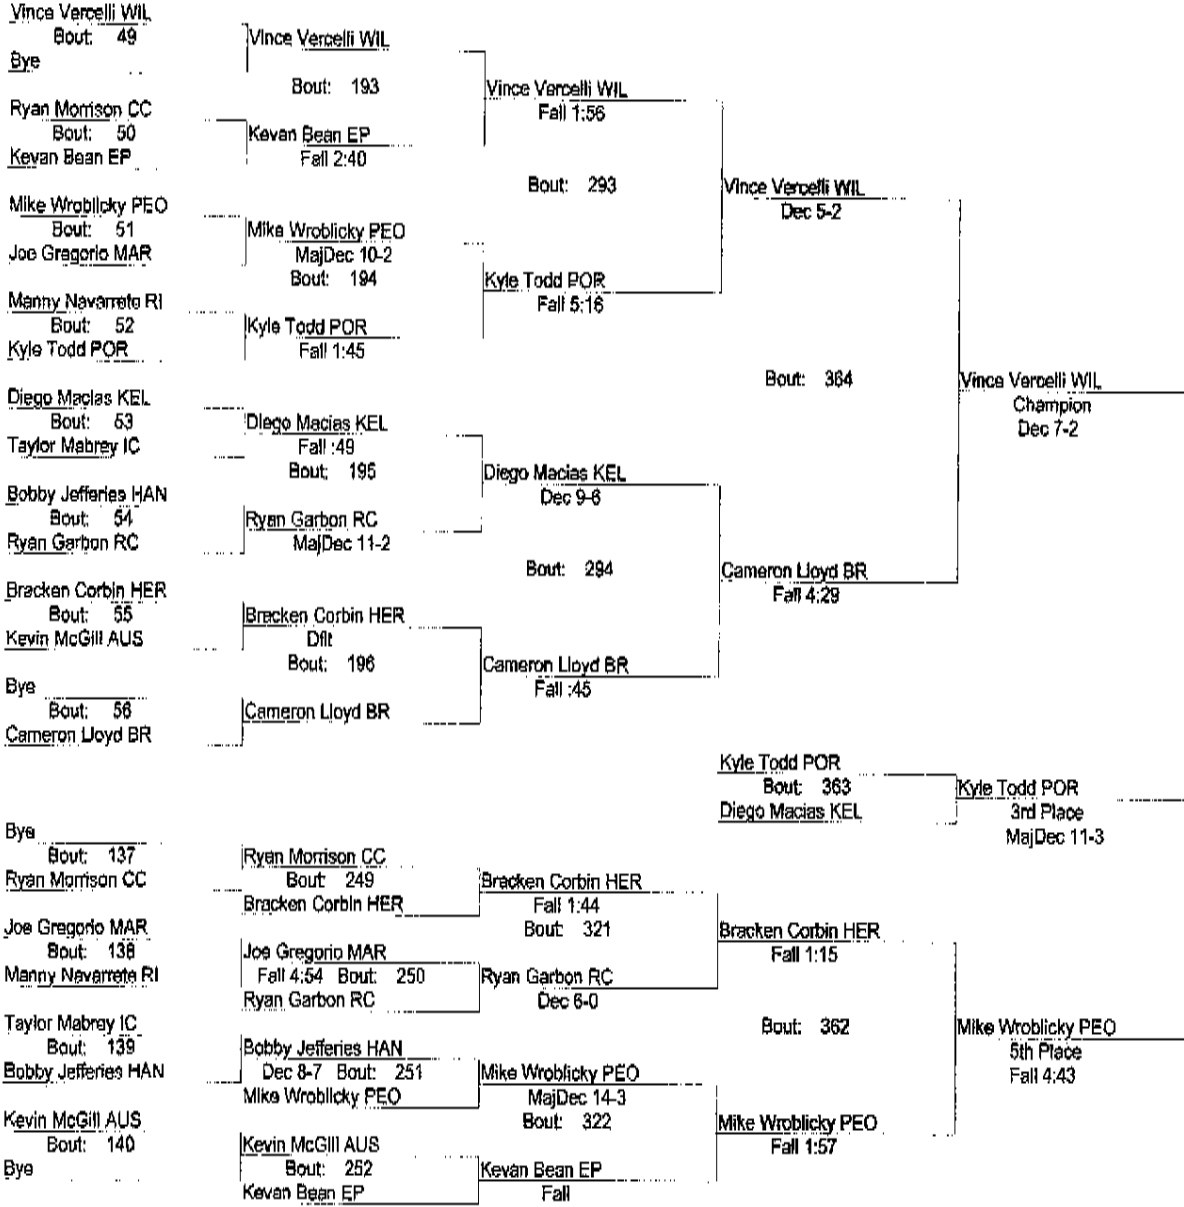 Vince Vercelli WIL
Bout: 49
Bye
Vince Vercelli WIL
Bout: 193
Ryan Morrison CC
Bout: 50
Kevan Bean EP
Kevan Bean EP
Fall 2:40
Vince Vercelli WIL
Fall 1:56
Bout: 293
Mike Wroblicky PEO
Bout: 51
Joe Gregorio MAR
Mike Wroblicky PEO
MajDec 10-2
Bout: 194
Manny Navarrete RI
Bout: 52
Kyle Todd POR
Kyle Todd POR
Fall 1:45
Kyle Todd POR
Fall 5:16
Vince Vercelli WIL
Dec 5-2
Bout: 364
Vince Vercelli WIL
Champion
Dec 7-2
Diego Macias KEL
Bout: 53
Taylor Mabrey IC
Diego Macias KEL
Fall :49
Bout: 195
Bobby Jefferies HAN
Bout: 54
Ryan Garbon RC
Ryan Garbon RC
MajDec 11-2
Diego Macias KEL
Dec 9-6
Bout: 294
Bracken Corbin HER
Bout: 55
Kevin McGill AUS
Bracken Corbin HER
Dflt
Bout: 196
Bye
Bout: 56
Cameron Lloyd BR
Cameron Lloyd BR
Cameron Lloyd BR
Fall :45
Cameron Lloyd BR
Fall 4:29
Kyle Todd POR
Bout: 363
Diego Macias KEL
Kyle Todd POR
3rd Place
MajDec 11-3
Bye
Bout: 137
Ryan Morrison CC
Ryan Morrison CC
Bout: 249
Bracken Corbin HER
Bracken Corbin HER
Fall 1:44
Bout: 321
Joe Gregorio MAR
Bout: 138
Manny Navarrete RI
Joe Gregorio MAR
Fall 4:54 Bout: 250
Ryan Garbon RC
Ryan Garbon RC
Dec 6-0
Bracken Corbin HER
Fall 1:15
Bout: 362
Taylor Mabrey IC
Bout: 139
Bobby Jefferies HAN
Bobby Jefferies HAN
Dec 8-7 Bout: 251
Mike Wroblicky PEO
Mike Wroblicky PEO
MajDec 14-3
Bout: 322
Kevin McGill AUS
Bout: 140
Bye
Kevin McGill AUS
Bout: 252
Kevan Bean EP
Kevan Bean EP
Fall
Mike Wroblicky PEO
Fall 1:57
Mike Wroblicky PEO
5th Place
Fall 4:43